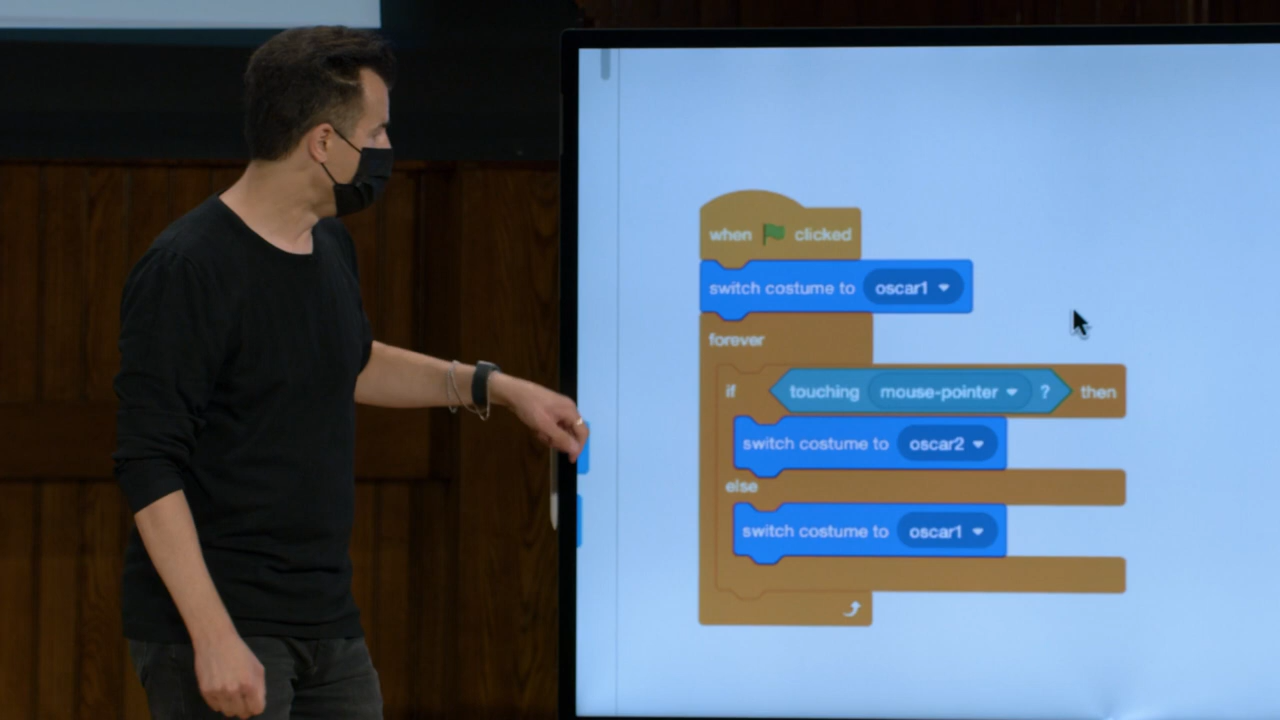 when clicked
switch costume to oscar1
forever
if touching mouse-pointer ? then
switch costume to oscar2
else
switch costume to oscar1